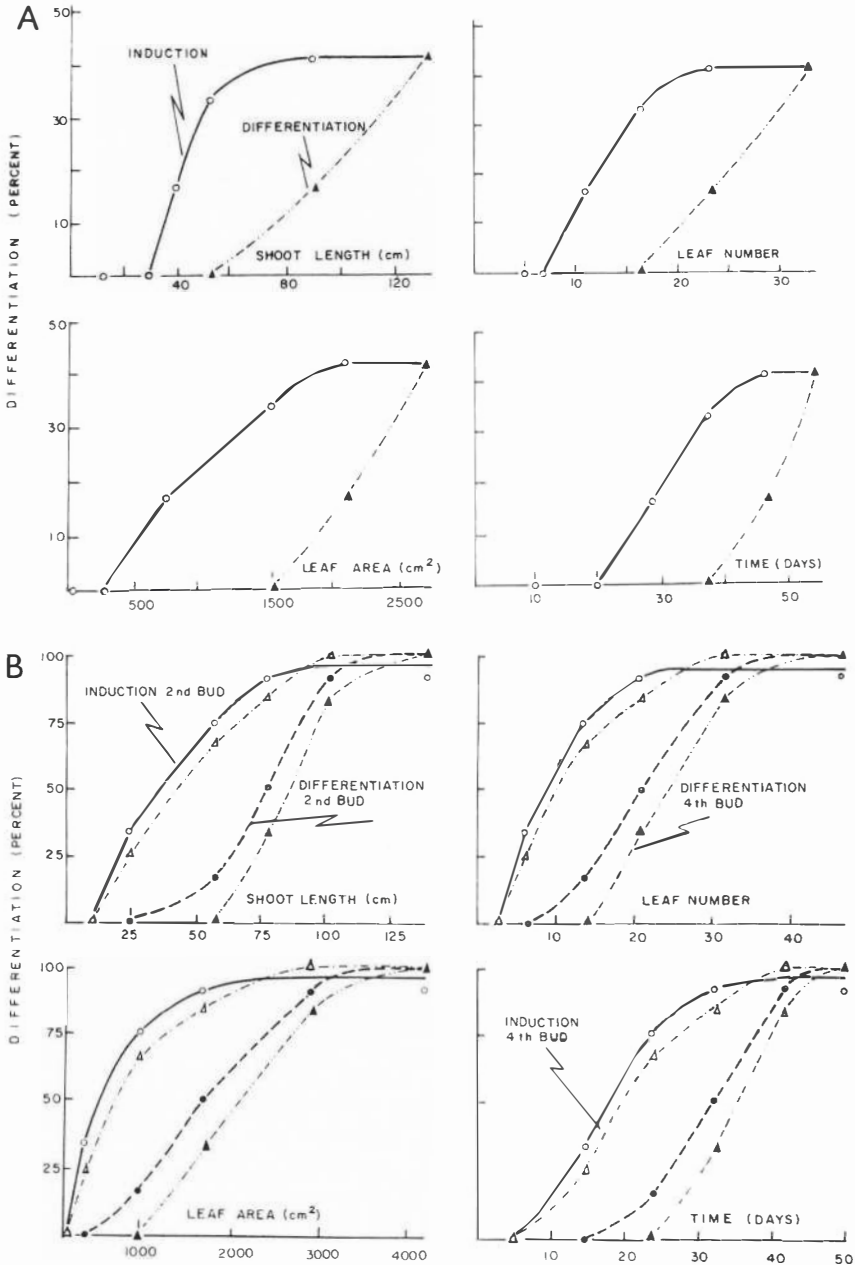 A
DIFFERENTIATION (PERCENT)
50
30
10
INDUCTION
DIFFERENTIATION
SHOOT LENGTH (cm)
40
80
120
LEAF NUMBER
10
20
30
50
30
10
LEAF AREA (cm²)
500
1500
2500
TIME (DAYS)
10
30
50
B
DIFFERENTIATION (PERCENT)
100
75
50
25
INDUCTION 2nd BUD
DIFFERENTIATION
2nd BUD
SHOOT LENGTH (cm)
25
50
75
100
125
DIFFERENTIATION
4th BUD
LEAF NUMBER
10
20
30
40
100
75
50
25
LEAF AREA (cm²)
1000
2000
3000
4000
INDUCTION
4th BUD
TIME (DAYS)
10
20
30
40
50